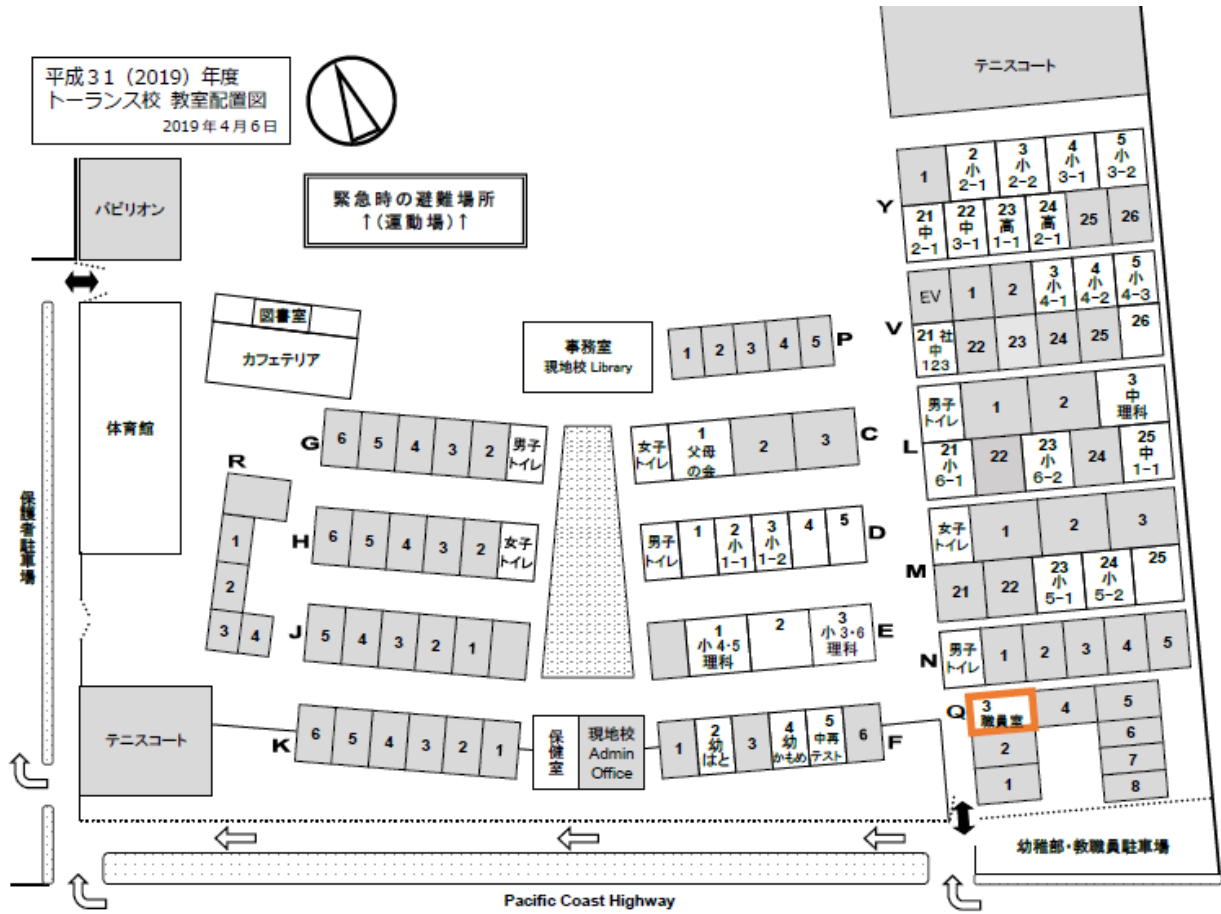 平成３１（2019）年度
トーランス校 教室配置図
2019年４月６日
緊急時の避難場所
↑(運動場)↑
パビリオン
テニスコート
Y
1
2 小 2-1
3 小 2-2
4 小 3-1
5 小 3-2
21 中 2-1
22 中 3-1
23 高 1-1
24 高 2-1
25
26
V
EV
1
2
3 小 4-1
4 小 4-2
5 小 4-3
21 社 中 123
22
23
24
25
26
図書室
カフェテリア
事務室
現地校 Library
1 2 3 4 5 P
体育館
保護者駐車場
L
男子トイレ
1
2
3 中 理科
21 小 6-1
22
23 小 6-2
24
25 中 1-1
G 6 5 4 3 2 男子トイレ
女子トイレ
1 父母の会
2
3
C
R
1
2
3 4
H 6 5 4 3 2 女子トイレ
男子トイレ
1
2 小 1-1
3 小 1-2
4
5
D
M
女子トイレ
1
2
3
21
22
23 小 5-1
24 小 5-2
25
J 5 4 3 2 1
1 小 4・5 理科
2
3 小 3・6 理科
E
N
男子トイレ
1
2
3
4
5
テニスコート
K 6 5 4 3 2 1
保健室
現地校
Admin
Office
1
2 幼 はと
3
4 幼 かもめ
5 中再 テスト
6
F
Q
3 職員室
4
5
2
6
7
1
8
幼稚部・教職員駐車場
Pacific Coast Highway